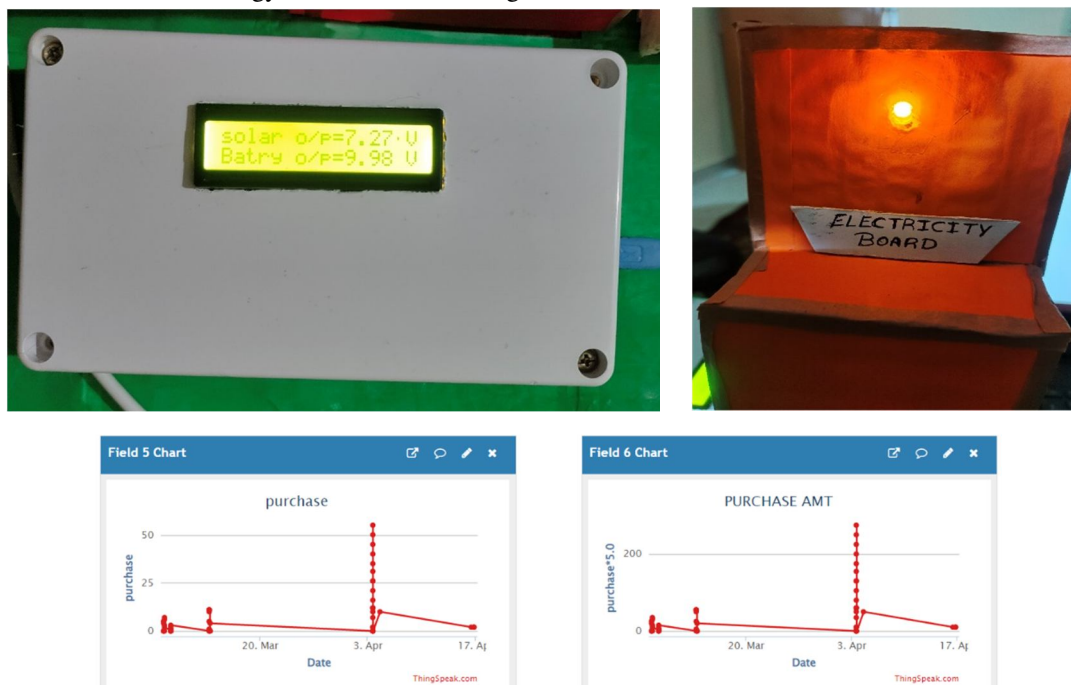 solar o/p=7.27 V
Batry o/p=9.98 V
ELECTRICITY
BOARD
Field 5 Chart
purchase
50
25
0
purchase
20. Mar
3. Apr
17. Ap
Date
ThingSpeak.com
Field 6 Chart
PURCHASE AMT
200
0
purchase*5.0
20. Mar
3. Apr
17. Ap
Date
ThingSpeak.com